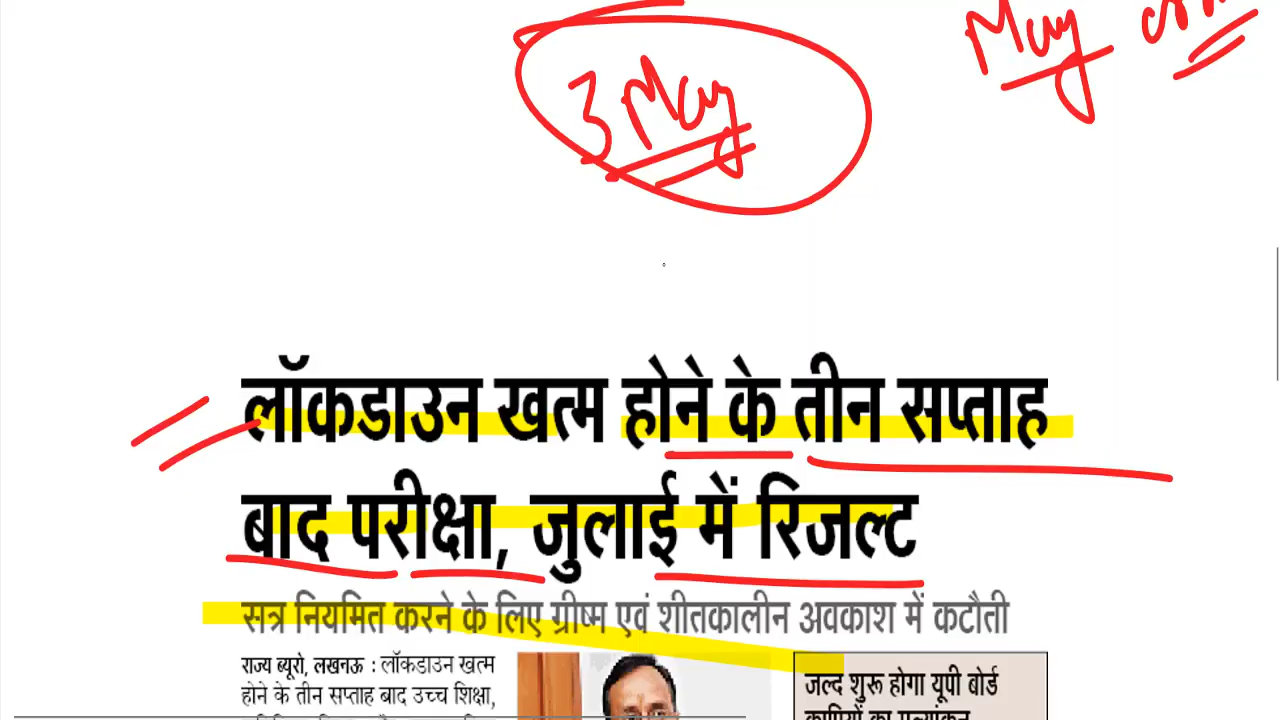 3 May
May
लॉकडाउन खत्म होने के तीन सप्ताह
बाद परीक्षा, जुलाई में रिजल्ट
सत्र नियमित करने के लिए ग्रीष्म एवं शीतकालीन अवकाश में कटौती
राज्य ब्यूरो, लखनऊ : लॉकडाउन खत्म
होने के तीन सप्ताह बाद उच्च शिक्षा,
जल्द शुरू होगा यूपी बोर्ड
कापियों का मूल्यांकन